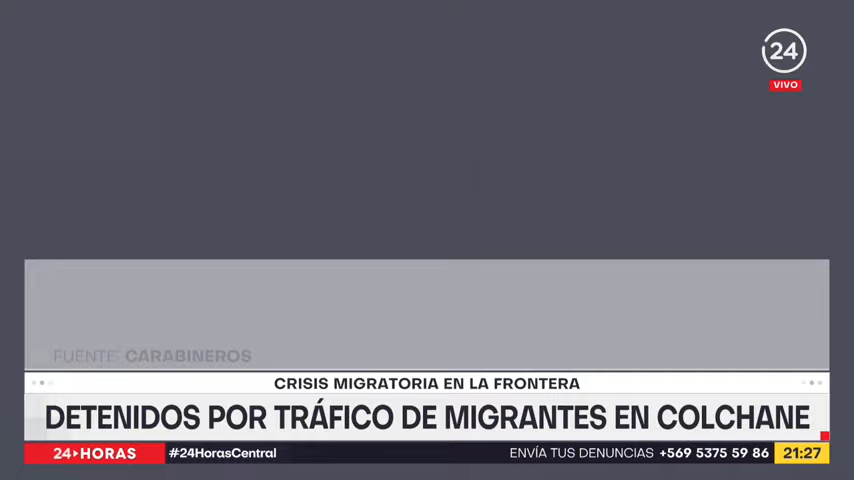 24
VIVO
FUENTE: CARABINEROS
CRISIS MIGRATORIA EN LA FRONTERA
DETENIDOS POR TRÁFICO DE MIGRANTES EN COLCHANE
24 HORAS #24HorasCentral ENVÍA TUS DENUNCIAS +569 5375 59 86 21:27